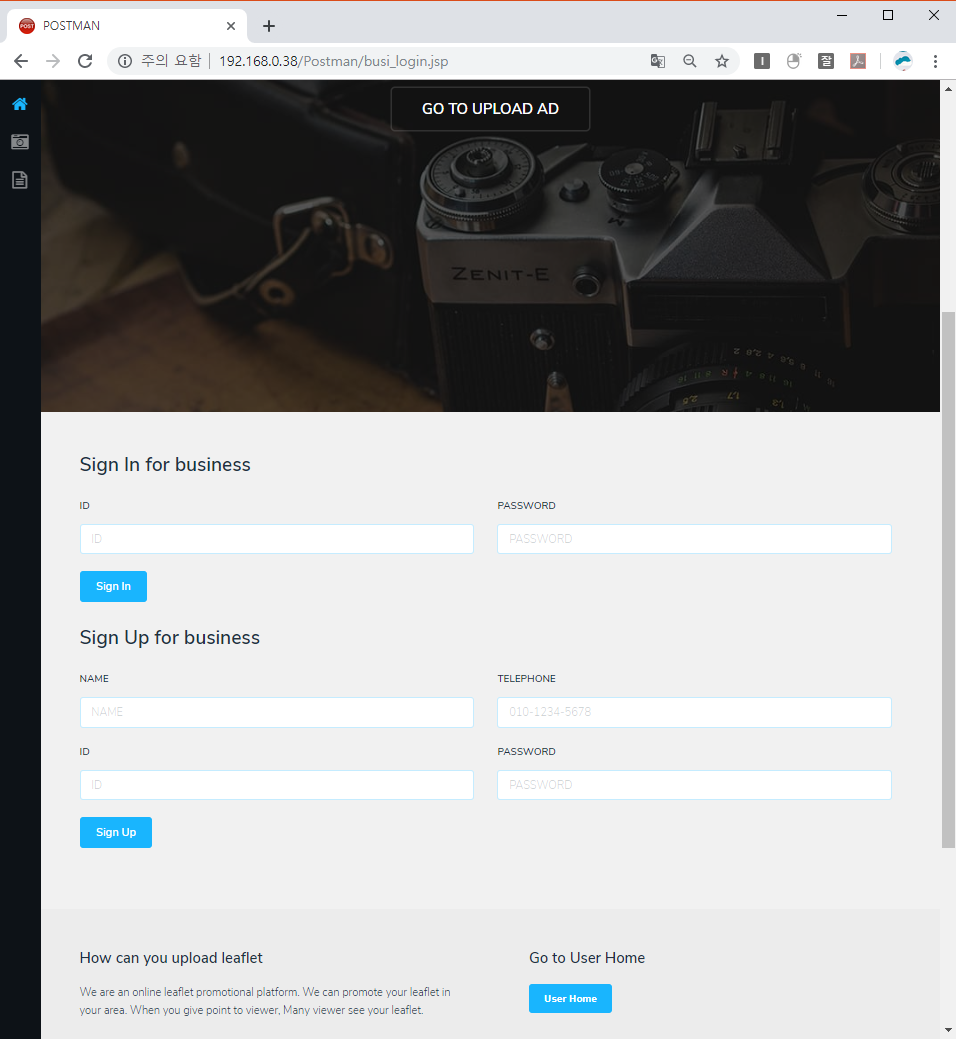 POSTMAN
주의 요함
192.168.0.38/Postman/busi_login.jsp
잘
GO TO UPLOAD AD
ZENIT-E
Sign In for business
ID
PASSWORD
ID
PASSWORD
Sign In
Sign Up for business
NAME
TELEPHONE
NAME
010-1234-5678
ID
PASSWORD
ID
PASSWORD
Sign Up
How can you upload leaflet
Go to User Home
We are an online leaflet promotional platform. We can promote your leaflet in
your area. When you give point to viewer, Many viewer see your leaflet.
User Home